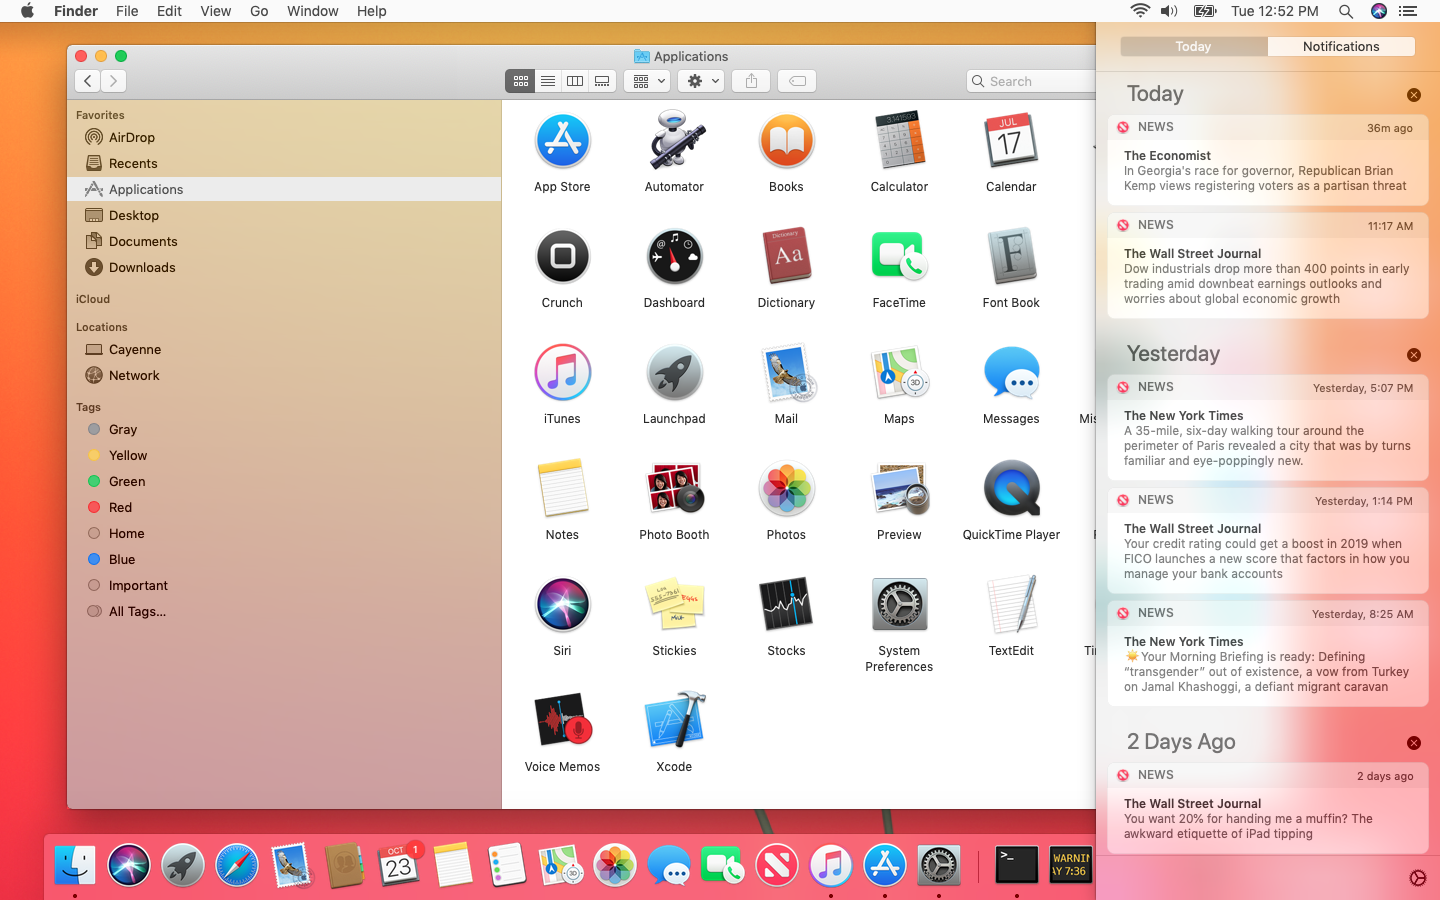 Finder File Edit View Go Window Help
Tue 12:52 PM
Applications
Search
Favorites
AirDrop
Recents
Applications
Desktop
Documents
Downloads
iCloud
Locations
Cayenne
Network
Tags
Gray
Yellow
Green
Red
Home
Blue
Important
All Tags...
3.141593
JUL
17
App Store Automator Books Calculator Calendar
Dictionary
Aa
F
Crunch Dashboard Dictionary FaceTime Font Book
3D
iTunes Launchpad Mail Maps Messages Mis
Notes Photo Booth Photos Preview QuickTime Player
EGGS
Milk
Siri Stickies Stocks System Preferences TextEdit Ti
Voice Memos Xcode
Today Notifications
Today
NEWS 36m ago
The Economist
In Georgia's race for governor, Republican Brian
Kemp views registering voters as a partisan threat
NEWS 11:17 AM
The Wall Street Journal
Dow industrials drop more than 400 points in early
trading amid downbeat earnings outlooks and
worries about global economic growth
Yesterday
NEWS Yesterday, 5:07 PM
The New York Times
A 35-mile, six-day walking tour around the
perimeter of Paris revealed a city that was by turns
familiar and eye-poppingly new.
NEWS Yesterday, 1:14 PM
The Wall Street Journal
Your credit rating could get a boost in 2019 when
FICO launches a new score that factors in how you
manage your bank accounts
NEWS Yesterday, 8:25 AM
The New York Times
☀️Your Morning Briefing is ready: Defining
“transgender” out of existence, a vow from Turkey
on Jamal Khashoggi, a defiant migrant caravan
2 Days Ago
NEWS 2 days ago
The Wall Street Journal
You want 20% for handing me a muffin? The
awkward etiquette of iPad tipping
OCT 1
23
3D
>_
WARNIN
AY 7:36